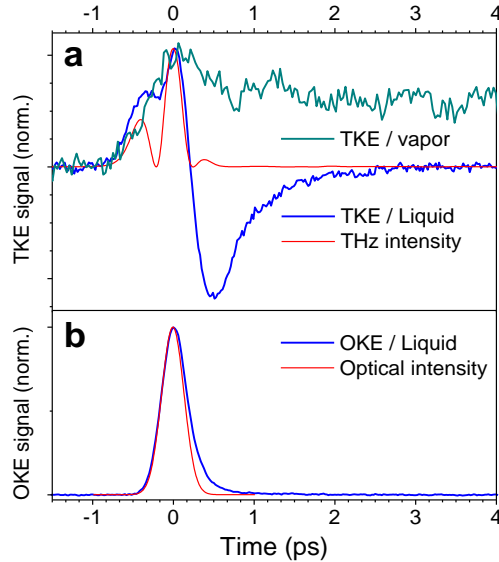 -1 0 1 2 3 4
a
TKE signal (norm.)
TKE / vapor
TKE / Liquid
THz intensity
b
OKE signal (norm.)
OKE / Liquid
Optical intensity
-1 0 1 2 3 4
Time (ps)